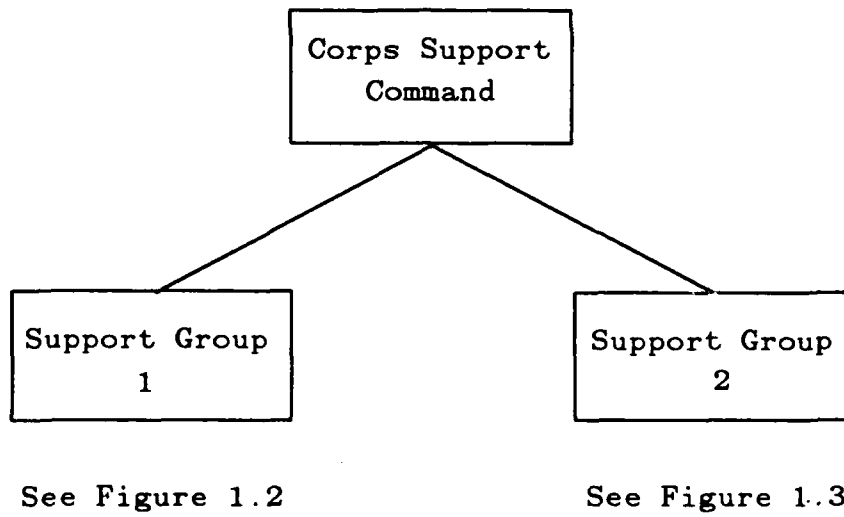 Corps Support
Command
Support Group
1
Support Group
2
See Figure 1.2
See Figure 1.3